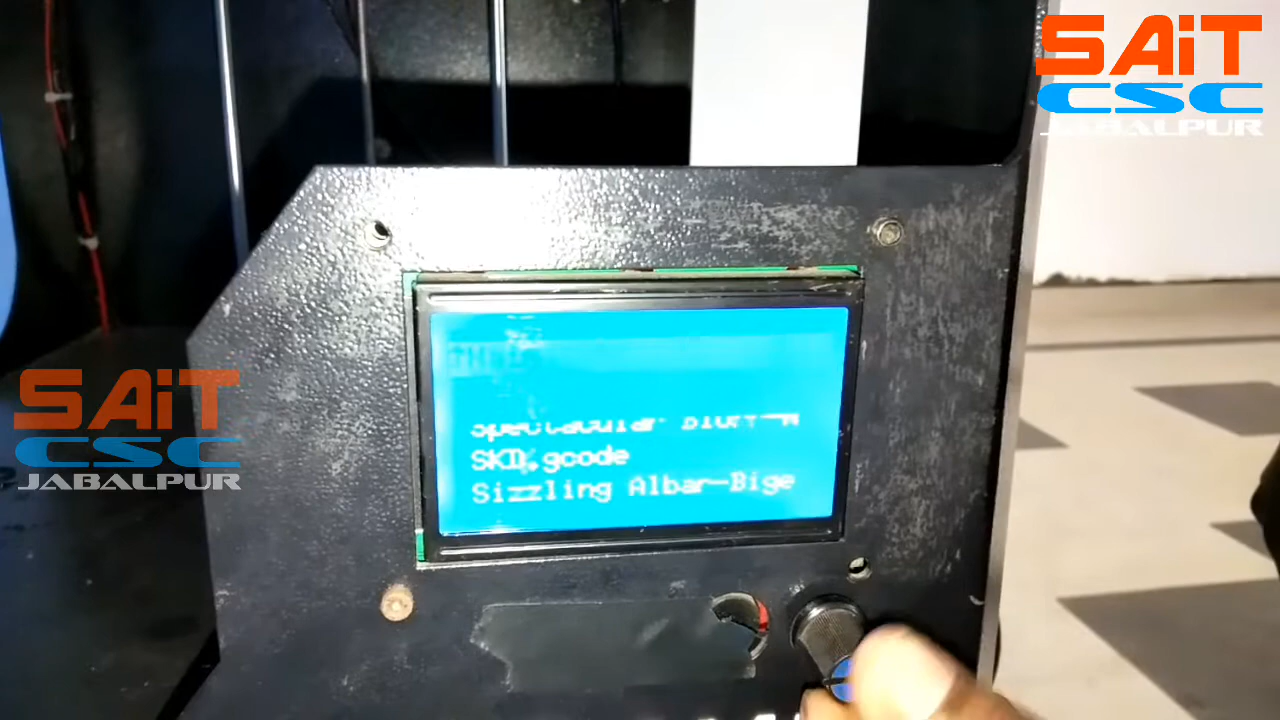 SAiT
CSC
JABALPUR
SKD.gcode
Sizzling Albar-Bige
SAiT
CSC
JABALPUR